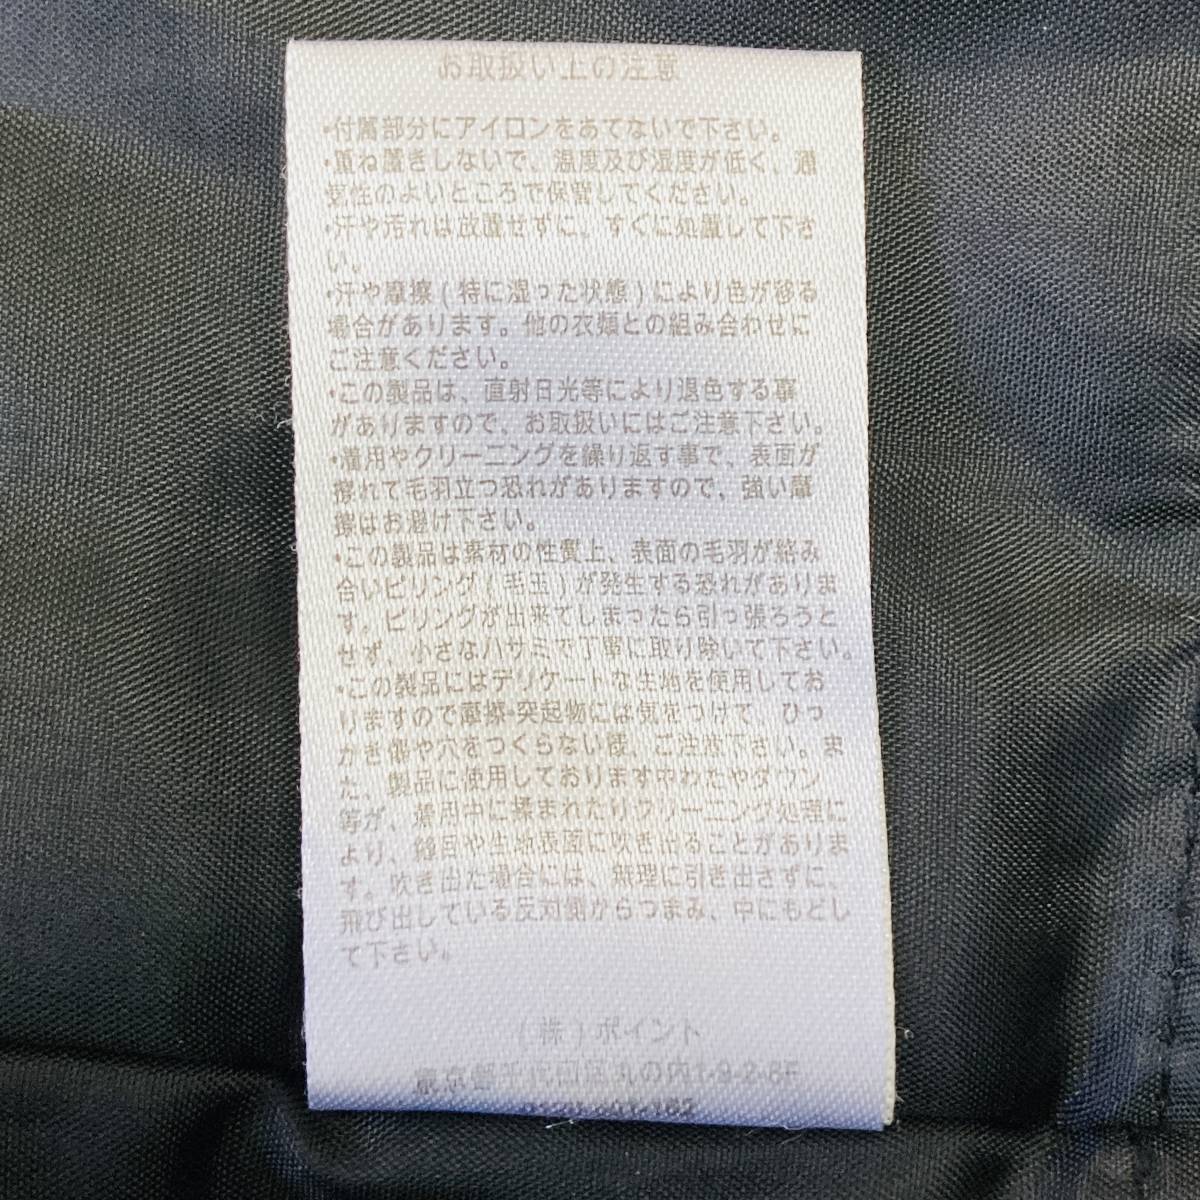 お取扱い上の注意
・付属部分にアイロンをあてないで下さい。
・重ね置きしないで、温度及び湿度が低く、通
気性のよいところで保管してください。
・汗や汚れは放置せずに、すぐに処置して下さ
い。
・汗や摩擦(特に湿った状態)により色が移る
場合があります。他の衣類との組み合わせに
ご注意ください。
・この製品は、直射日光等により退色する事
がありますので、お取扱いにはご注意下さい。
・着用やクリーニングを繰り返す事で、表面が
擦れて毛羽立つ恐れがありますので、強い摩
擦はお避け下さい。
・この製品は素材の性質上、表面の毛羽が絡み
合いピリング(毛玉)が発生する恐れがありま
す。ピリングが出来てしまったら引っ張ろうと
せず、小さなハサミで丁寧に取り除いて下さい。
・この製品にはデリケートな生地を使用してお
りますので摩擦・突起物には気をつけて、ひっ
かき傷や穴をつくらない様、ご注意下さい。ま
た、製品に使用しております中わたやダウン
等が、着用中に揉まれたりクリーニング処理に
より、縫目や生地表面に吹き出ることがありま
す。吹き出た場合には、無理に引き出さずに、
飛び出している反対側からつまみ、中にもどし
て下さい。
(株)ポイント
東京都千代田区丸の内1-9-2-8F